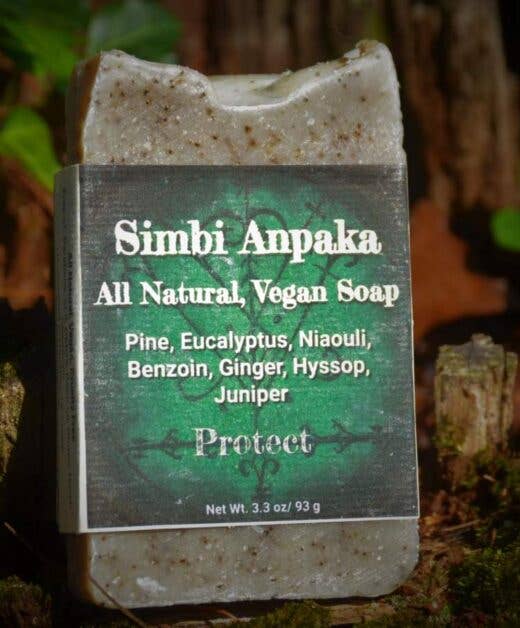 Simbi Anpaka
All Natural, Vegan Soap
Pine, Eucalyptus, Niaouli,
Benzoin, Ginger, Hyssop,
Juniper
Protect
Net Wt. 3.3 oz/ 93 g